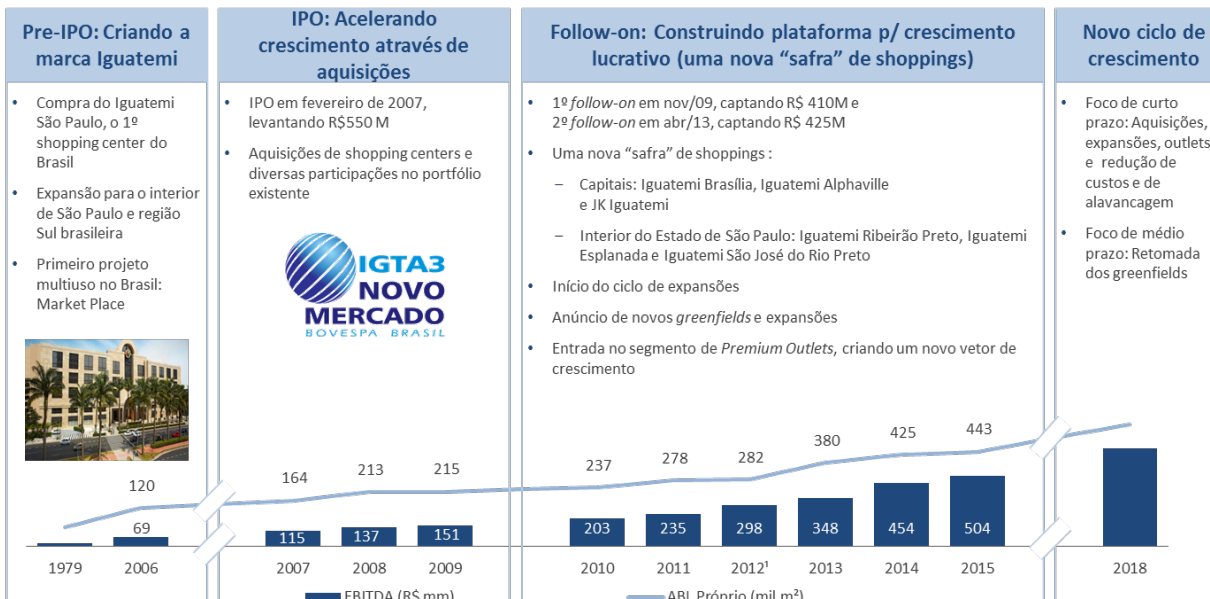 Pre-IPO: Criando a
marca Iguatemi
IPO: Acelerando
crescimento através de
aquisições
Follow-on: Construindo plataforma p/ crescimento
lucrativo (uma nova “safra” de shoppings)
Novo ciclo de
crescimento
• Compra do Iguatemi
São Paulo, o 1º
shopping center do
Brasil
• Expansão para o interior
de São Paulo e região
Sul brasileira
• Primeiro projeto
multiuso no Brasil:
Market Place
• IPO em fevereiro de 2007,
levantando R$550 M
• Aquisições de shopping centers e
diversas participações no portfólio
existente
IGTA3
NOVO
MERCADO
BOVESPA BRASIL
• 1º follow-on em nov/09, captando R$ 410M e
2º follow-on em abr/13, captando R$ 425M
• Uma nova “safra” de shoppings :
– Capitais: Iguatemi Brasília, Iguatemi Alphaville
e JK Iguatemi
– Interior do Estado de São Paulo: Iguatemi Ribeirão Preto, Iguatemi
Esplanada e Iguatemi São José do Rio Preto
• Início do ciclo de expansões
• Anúncio de novos greenfields e expansões
• Entrada no segmento de Premium Outlets, criando um novo vetor de
crescimento
• Foco de curto
prazo: Aquisições,
expansões, outlets
e redução de
custos e de
alavancagem
• Foco de médio
prazo: Retomada
dos greenfields
120 164 213 215 237 278 282 380 425 443
69 115 137 151 203 235 298 348 454 504
1979 2006 2007 2008 2009 2010 2011 2012¹ 2013 2014 2015 2018
EBITDA (R$ mm) ABL Próprio (mil m²)